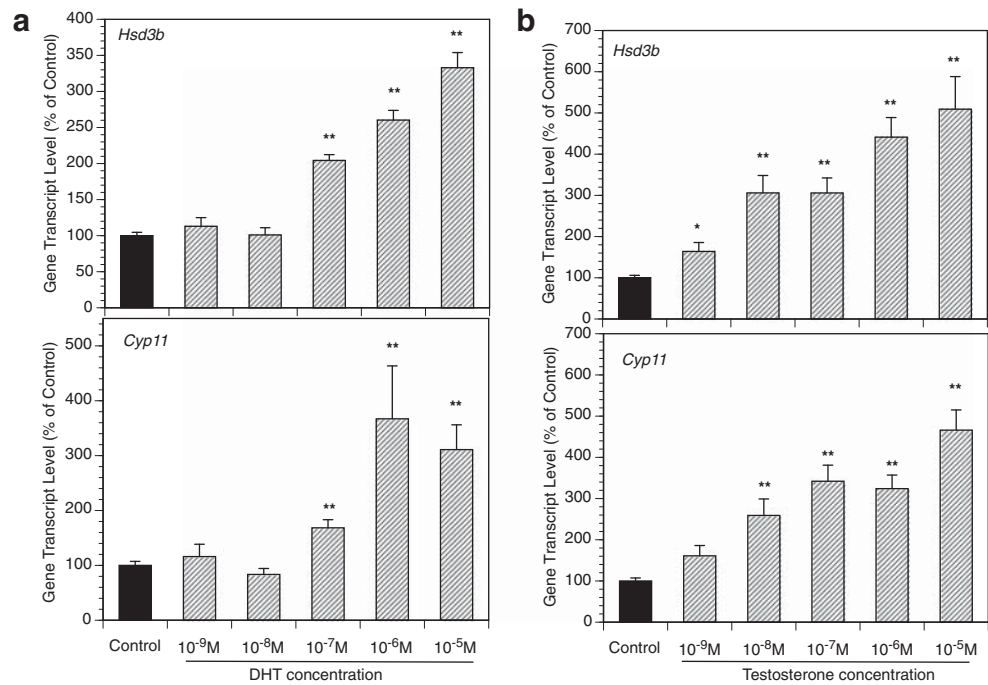 a
Hsd3b
Gene Transcript Level (% of Control)
400
350
300
250
200
150
100
50
0
**
**
**
Cyp11
Gene Transcript Level (% of Control)
500
400
300
200
100
0
**
**
**
Control
10-9M
10-8M
10-7M
10-6M
10-5M
DHT concentration
b
Hsd3b
Gene Transcript Level (% of Control)
700
600
500
400
300
200
100
0
*
**
**
**
**
Cyp11
Gene Transcript Level (% of Control)
700
600
500
400
300
200
100
0
**
**
**
**
Control
10-9M
10-8M
10-7M
10-6M
10-5M
Testosterone concentration